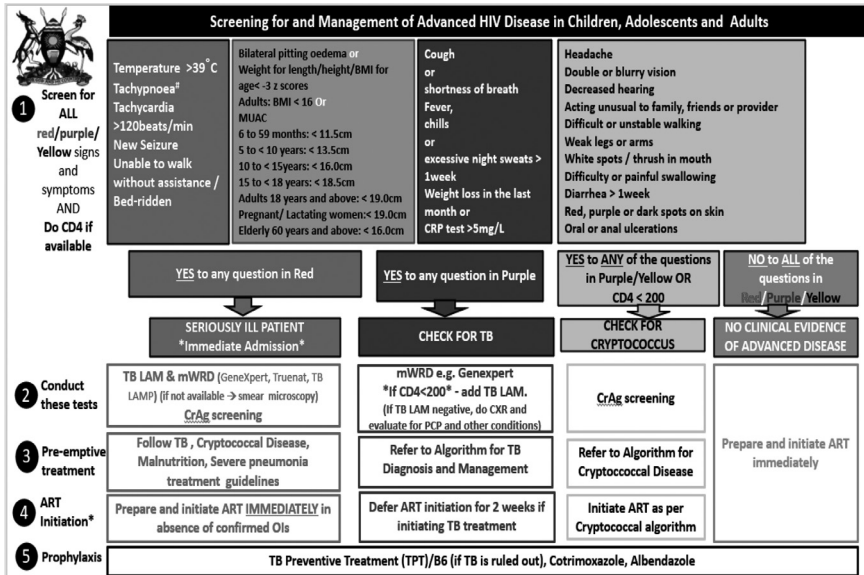 Screening for and Management of Advanced HIV Disease in Children, Adolescents and Adults
1
Screen for
ALL
red/purple/
Yellow signs
and
symptoms
AND
Do CD4 if
available
Temperature >39°C
Tachypnoea#
Tachycardia
>120beats/min
New Seizure
Unable to walk
without assistance /
Bed-ridden
Bilateral pitting oedema or
Weight for length/height/BMI for
age< -3 z scores
Adults: BMI < 16 Or
MUAC
6 to 59 months: < 11.5cm
5 to < 10 years: < 13.5cm
10 to < 15years: < 16.0cm
15 to < 18 years: < 18.5cm
Adults 18 years and above: < 19.0cm
Pregnant/ Lactating women:< 19.0cm
Elderly 60 years and above: < 16.0cm
Cough
or
shortness of breath
Fever,
chills
or
excessive night sweats >
1week
Weight loss in the last
month or
CRP test >5mg/L
Headache
Double or blurry vision
Decreased hearing
Acting unusual to family, friends or provider
Difficult or unstable walking
Weak legs or arms
White spots / thrush in mouth
Difficulty or painful swallowing
Diarrhea > 1week
Red, purple or dark spots on skin
Oral or anal ulcerations
YES to any question in Red
YES to any question in Purple
YES to ANY of the questions
in Purple/Yellow OR
CD4 < 200
NO to ALL of the
questions in
Red/Purple/Yellow
SERIOUSLY ILL PATIENT
*Immediate Admission*
CHECK FOR TB
CHECK FOR
CRYPTOCOCCUS
NO CLINICAL EVIDENCE
OF ADVANCED DISEASE
2
Conduct
these tests
TB LAM & mWRD (GeneXpert, Truenat, TB
LAMP) (if not available → smear microscopy)
CrAg screening
mWRD e.g. Genexpert
*If CD4<200* - add TB LAM.
(If TB LAM negative, do CXR and
evaluate for PCP and other conditions)
CrAg screening
Prepare and initiate ART
immediately
3
Pre-emptive
treatment
Follow TB , Cryptococcal Disease,
Malnutrition, Severe pneumonia
treatment guidelines
Refer to Algorithm for TB
Diagnosis and Management
Refer to Algorithm for
Cryptoccoccal Disease
4
ART
Initiation*
Prepare and initiate ART IMMEDIATELY in
absence of confirmed OIs
Defer ART initiation for 2 weeks if
initiating TB treatment
Initiate ART as per
Cryptococcal algorithm
5
Prophylaxis
TB Preventive Treatment (TPT)/B6 (if TB is ruled out), Cotrimoxazole, Albendazole